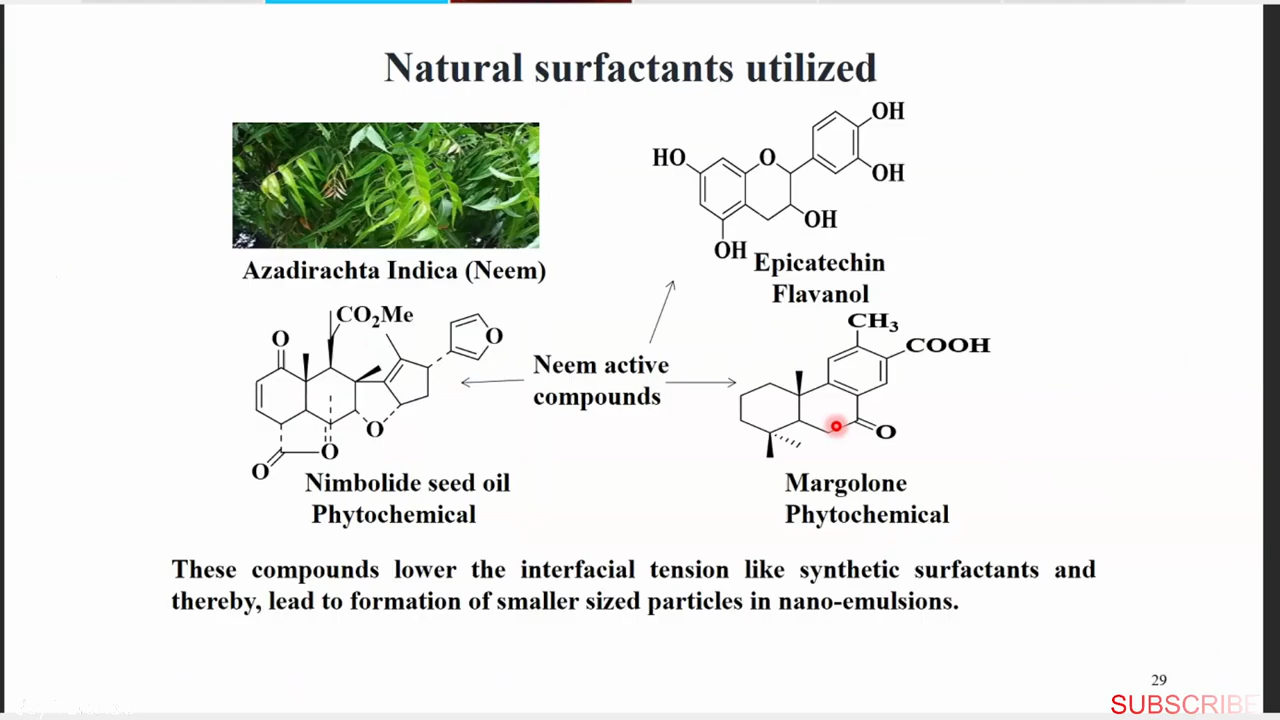 Natural surfactants utilized
Azadirachta Indica (Neem)
HO
O
OH
OH
OH
OH
Epicatechin
Flavanol
CO₂Me
O
O
O
O
O
Nimbolide seed oil
Phytochemical
Neem active
compounds
CH₃
COOH
O
Margolone
Phytochemical
These compounds lower the interfacial tension like synthetic surfactants and
thereby, lead to formation of smaller sized particles in nano-emulsions.
29
SUBSCRIBE